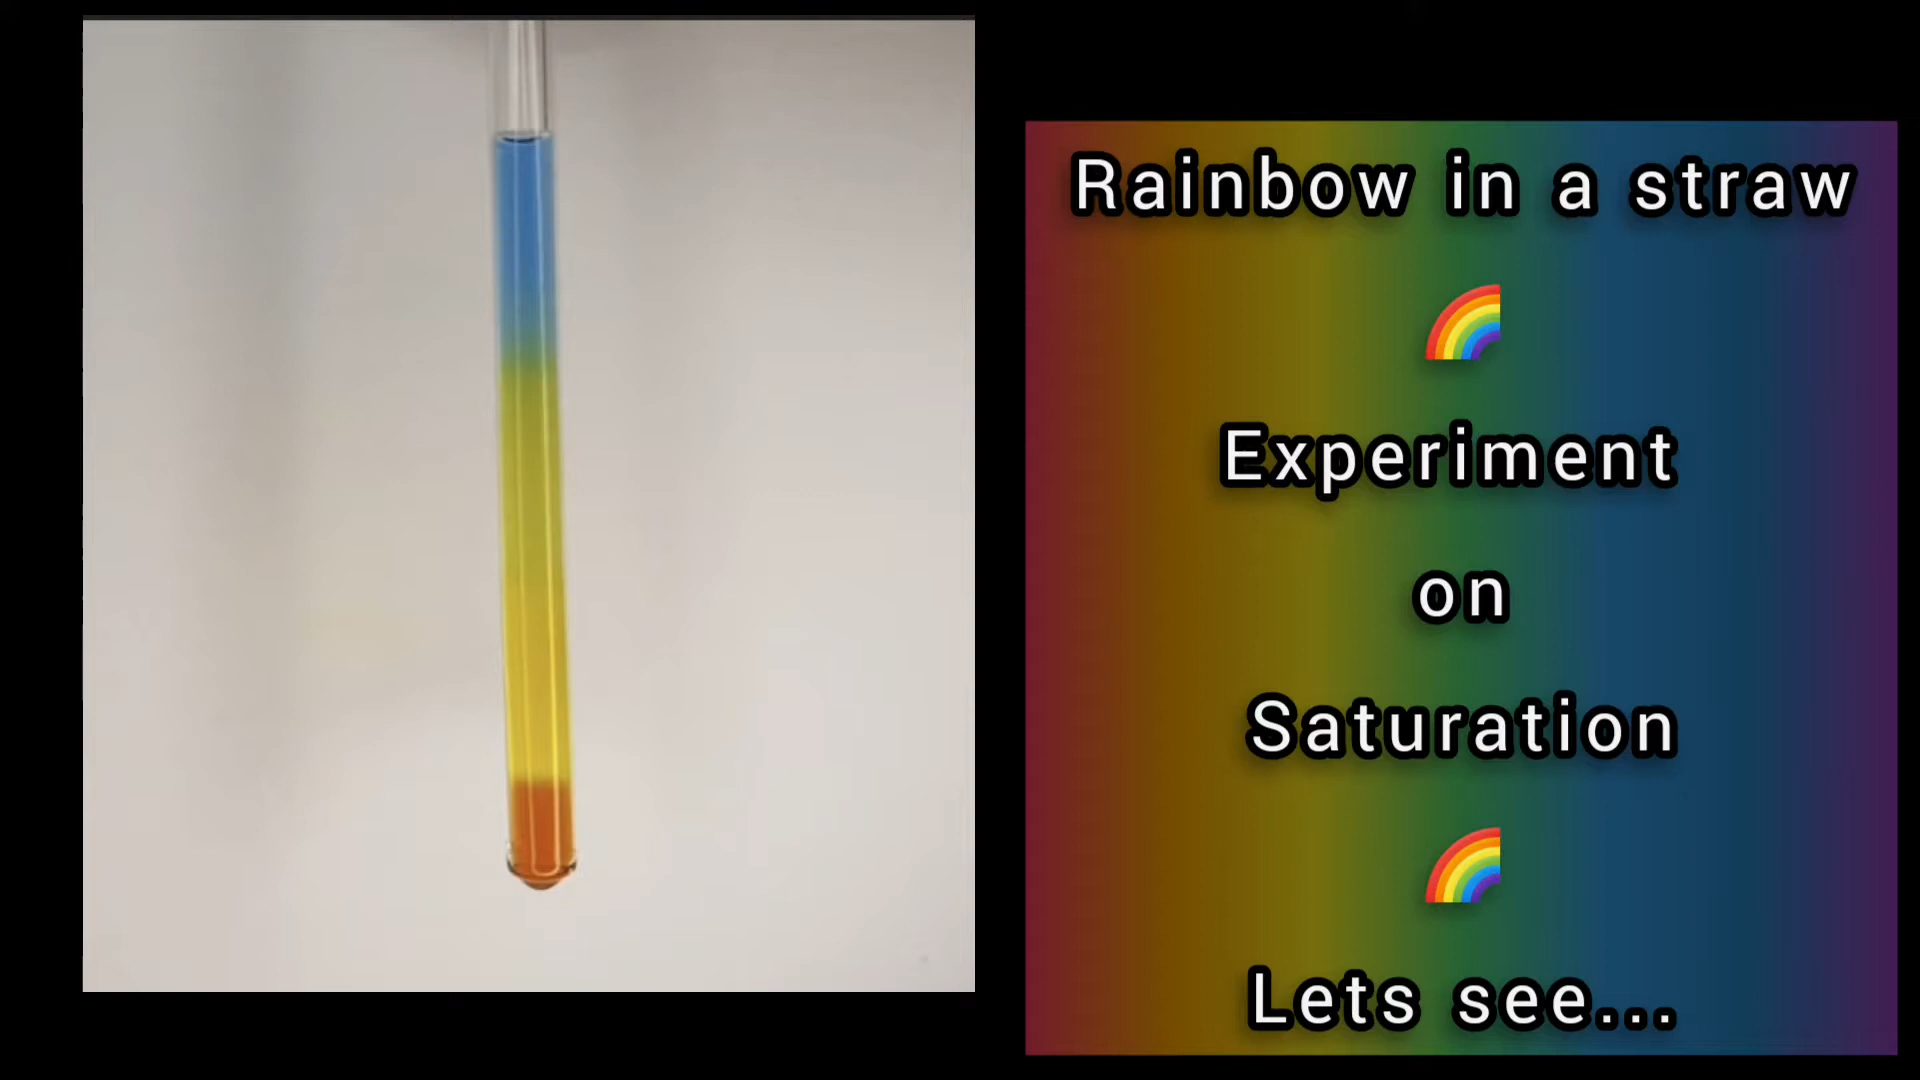 Rainbow in a straw
🌈
Experiment
on
Saturation
🌈
Lets see...